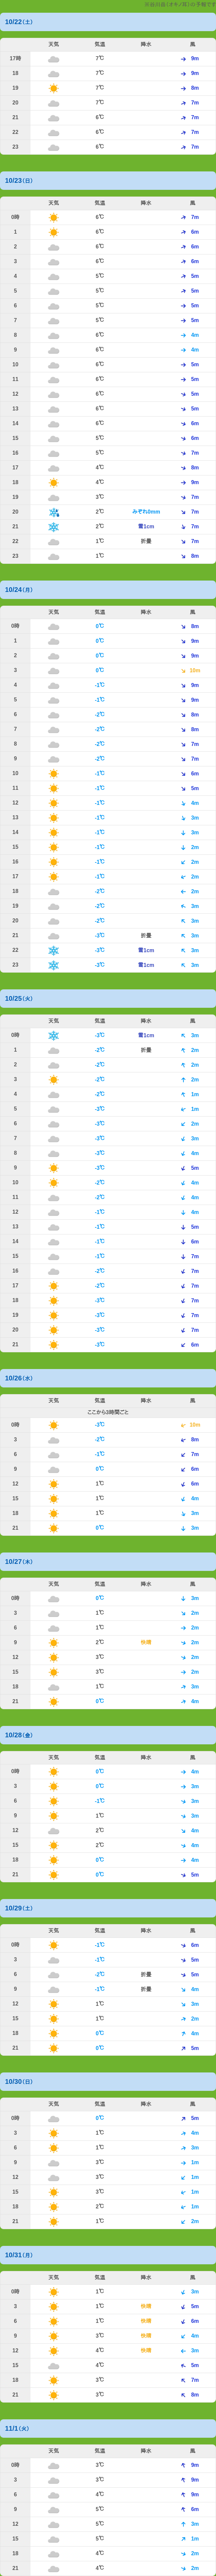 10/22(土)
天気 気温 降水 風
17時 7℃ 9m
18 7℃ 9m
19 7℃ 8m
20 7℃ 7m
21 6℃ 7m
22 6℃ 7m
23 6℃ 7m
10/23(日)
天気 気温 降水 風
0時 6℃ 7m
1 6℃ 6m
2 6℃ 6m
3 6℃ 6m
4 5℃ 5m
5 5℃ 5m
6 5℃ 5m
7 5℃ 5m
8 6℃ 4m
9 6℃ 4m
10 6℃ 5m
11 6℃ 5m
12 6℃ 5m
13 6℃ 5m
14 6℃ 6m
15 5℃ 6m
16 5℃ 7m
17 4℃ 8m
18 4℃ 9m
19 3℃ 7m
20 2℃ みぞれ0mm 7m
21 2℃ 雪1cm 7m
22 1℃ 折畳 7m
23 1℃ 8m
10/24(月)
天気 気温 降水 風
0時 0℃ 8m
1 0℃ 9m
2 0℃ 9m
3 0℃ 10m
4 -1℃ 9m
5 -1℃ 9m
6 -2℃ 8m
7 -2℃ 8m
8 -2℃ 7m
9 -2℃ 7m
10 -1℃ 6m
11 -1℃ 5m
12 -1℃ 4m
13 -1℃ 3m
14 -1℃ 3m
15 -1℃ 2m
16 -1℃ 2m
17 -1℃ 2m
18 -2℃ 2m
19 -2℃ 3m
20 -2℃ 3m
21 -3℃ 折畳 3m
22 -3℃ 雪1cm 3m
23 -3℃ 雪1cm 3m
10/25(火)
天気 気温 降水 風
0時 -3℃ 雪1cm 3m
1 -2℃ 折畳 2m
2 -2℃ 2m
3 -2℃ 2m
4 -2℃ 1m
5 -3℃ 1m
6 -3℃ 2m
7 -3℃ 3m
8 -3℃ 4m
9 -3℃ 5m
10 -2℃ 4m
11 -2℃ 4m
12 -1℃ 4m
13 -1℃ 5m
14 -1℃ 6m
15 -1℃ 7m
16 -2℃ 7m
17 -2℃ 7m
18 -3℃ 7m
19 -3℃ 7m
20 -3℃ 7m
21 -3℃ 6m
10/26(水)
天気 気温 降水 風
ここから3時間ごと
0時 -3℃ 10m
3 -2℃ 8m
6 -1℃ 7m
9 0℃ 6m
12 1℃ 6m
15 1℃ 4m
18 1℃ 3m
21 0℃ 3m
10/27(木)
天気 気温 降水 風
0時 0℃ 3m
3 1℃ 2m
6 1℃ 2m
9 2℃ 快晴 2m
12 3℃ 2m
15 3℃ 2m
18 1℃ 3m
21 0℃ 4m
10/28(金)
天気 気温 降水 風
0時 0℃ 4m
3 0℃ 3m
6 -1℃ 3m
9 1℃ 3m
12 2℃ 4m
15 2℃ 4m
18 0℃ 4m
21 0℃ 5m
10/29(土)
天気 気温 降水 風
0時 -1℃ 6m
3 -1℃ 5m
6 -2℃ 折畳 5m
9 -1℃ 折畳 4m
12 1℃ 3m
15 1℃ 2m
18 0℃ 4m
21 0℃ 5m
10/30(日)
天気 気温 降水 風
0時 0℃ 5m
3 1℃ 4m
6 1℃ 3m
9 3℃ 1m
12 3℃ 1m
15 3℃ 1m
18 2℃ 1m
21 1℃ 2m
10/31(月)
天気 気温 降水 風
0時 1℃ 3m
3 1℃ 快晴 5m
6 1℃ 快晴 6m
9 3℃ 快晴 4m
12 4℃ 快晴 3m
15 4℃ 5m
18 3℃ 7m
21 3℃ 8m
11/1(火)
天気 気温 降水 風
0時 3℃ 9m
3 3℃ 9m
6 4℃ 9m
9 5℃ 6m
12 5℃ 3m
15 5℃ 1m
18 4℃ 2m
21 4℃ 2m